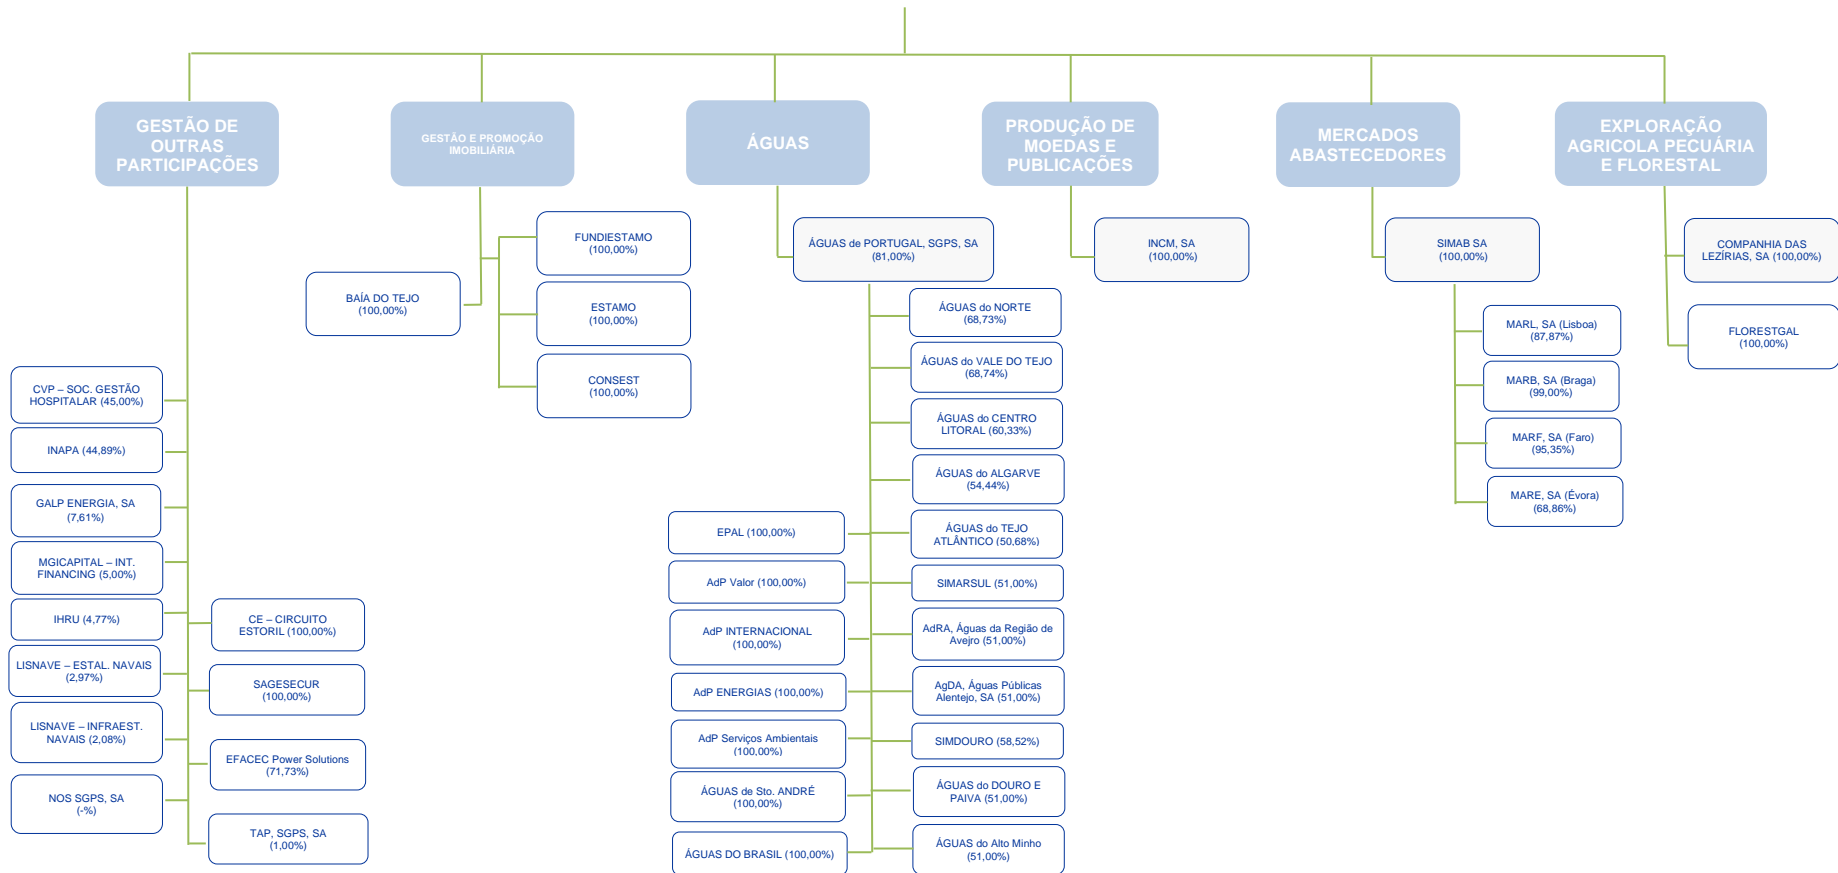 GESTÃO DE
OUTRAS
PARTICIPAÇÕES
GESTÃO E PROMOÇÃO
IMOBILIÁRIA
ÁGUAS
PRODUÇÃO DE
MOEDAS E
PUBLICAÇÕES
MERCADOS
ABASTECEDORES
EXPLORAÇÃO
AGRICOLA PECUÁRIA
E FLORESTAL
CVP – SOC. GESTÃO
HOSPITALAR (45,00%)
INAPA (44,89%)
GALP ENERGIA, SA
(7,61%)
MGICAPITAL – INT.
FINANCING (5,00%)
IHRU (4,77%)
LISNAVE – ESTAL. NAVAIS
(2,97%)
LISNAVE – INFRAEST.
NAVAIS (2,08%)
NOS SGPS, SA
(-%)
CE – CIRCUITO
ESTORIL (100,00%)
SAGESECUR
(100,00%)
EFACEC Power Solutions
(71,73%)
TAP, SGPS, SA
(1,00%)
BAÍA DO TEJO
(100,00%)
FUNDIESTAMO
(100,00%)
ESTAMO
(100,00%)
CONSEST
(100,00%)
ÁGUAS de PORTUGAL, SGPS, SA
(81,00%)
EPAL (100,00%)
AdP Valor (100,00%)
AdP INTERNACIONAL
(100,00%)
AdP ENERGIAS (100,00%)
AdP Serviços Ambientais
(100,00%)
ÁGUAS de Sto. ANDRÉ
(100,00%)
ÁGUAS DO BRASIL (100,00%)
ÁGUAS do NORTE
(68,73%)
ÁGUAS do VALE DO TEJO
(68,74%)
ÁGUAS do CENTRO
LITORAL (60,33%)
ÁGUAS do ALGARVE
(54,44%)
ÁGUAS do TEJO
ATLÂNTICO (50,68%)
SIMARSUL (51,00%)
AdRA, Águas da Região de
Avejro (51,00%)
AgDA, Águas Públicas
Alentejo, SA (51,00%)
SIMDOURO (58,52%)
ÁGUAS do DOURO E
PAIVA (51,00%)
ÁGUAS do Alto Minho
(51,00%)
INCM, SA
(100,00%)
SIMAB SA
(100,00%)
MARL, SA (Lisboa)
(87,87%)
MARB, SA (Braga)
(99,00%)
MARF, SA (Faro)
(95,35%)
MARE, SA (Évora)
(68,86%)
COMPANHIA DAS
LEZÍRIAS, SA (100,00%)
FLORESTGAL
(100,00%)